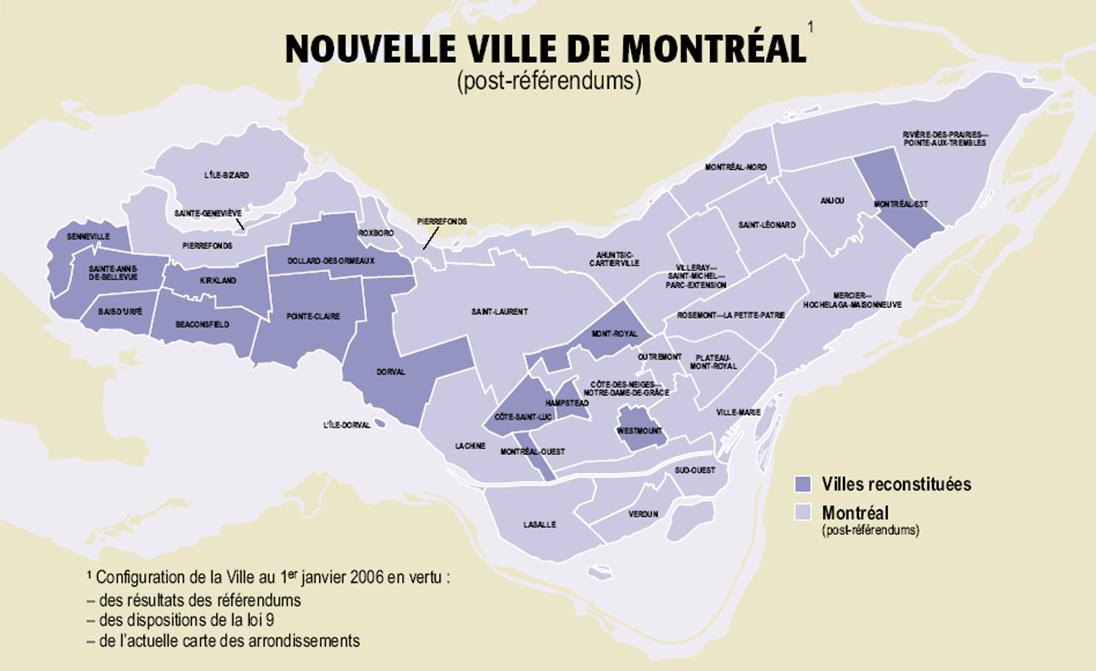 NOUVELLE VILLE DE MONTRÉAL¹
(post-référendums)
RIVIÈRE-DES-PRAIRIES—
POINTE-AUX-TREMBLES
MONTRÉAL-NORD
L'ÎLE-BIZARD
ANJOU
MONTRÉAL-EST
SAINTE-GENEVIÈVE
PIERREFONDS
SAINT-LÉONARD
SENNEVILLE
ROXBORO
PIERREFONDS
DOLLARD-DES ORMEAUX
AHUNTSIC-
CARTIERVILLE
SAINTE-ANNE-
DE-BELLEVUE
KIRKLAND
VILLERAY—
SAINT-MICHEL—
PARC-EXTENSION
MERCIER—
HOCHELAGA-MAISONNEUVE
BAIE-D'URFÉ
BEACONSFIELD
POINTE-CLAIRE
SAINT-LAURENT
ROSEMONT—LA PETITE-PATRIE
MONT-ROYAL
OUTREMONT
PLATEAU-
MONT-ROYAL
DORVAL
CÔTE-DES-NEIGES—
NOTRE-DAME-DE-GRÂCE
HAMPSTEAD
CÔTE-SAINT-LUC
VILLE-MARIE
L'ÎLE-DORVAL
WESTMOUNT
LACHINE
MONTRÉAL-OUEST
SUD-OUEST
LASALLE
VERDUN
Villes reconstituées
Montréal
(post-référendums)
¹ Configuration de la Ville au 1er janvier 2006 en vertu :
– des résultats des référendums
– des dispositions de la loi 9
– de l'actuelle carte des arrondissements